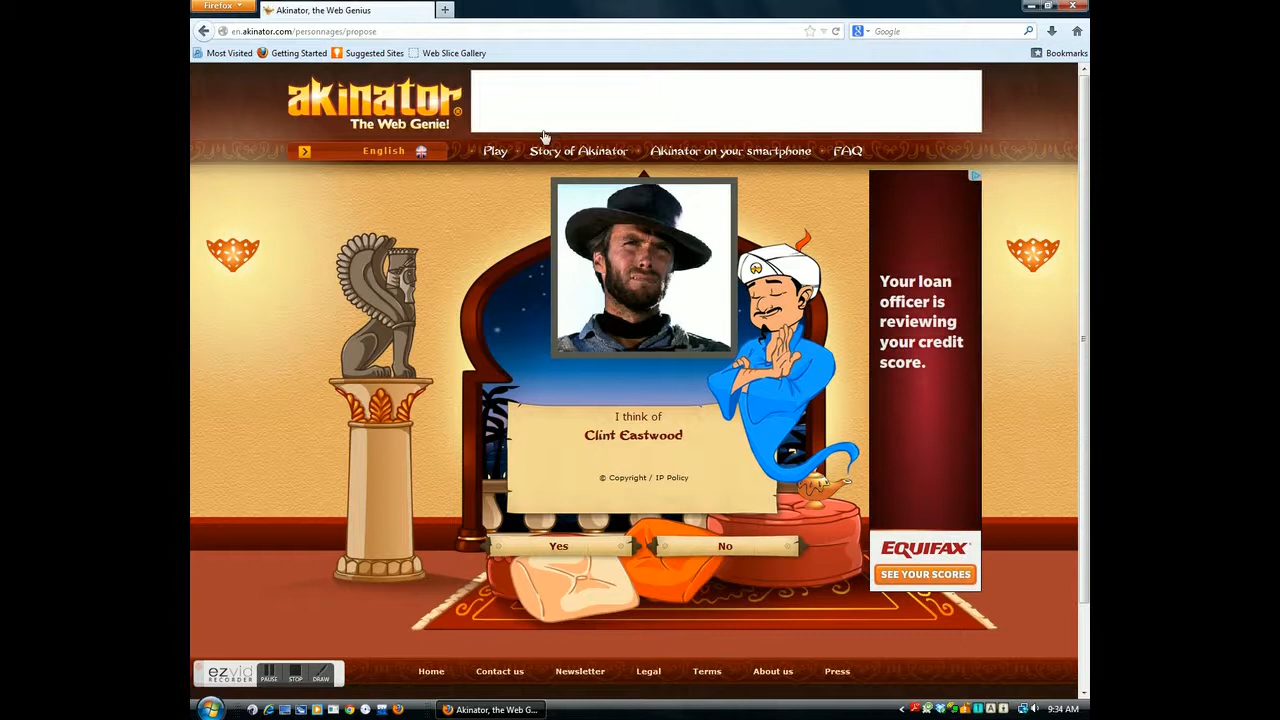 Firefox
Akinator, the Web Genius
en.akinator.com/personnages/propose
Google
Most Visited
Getting Started
Suggested Sites
Web Slice Gallery
Bookmarks
akinator®
The Web Genie!
English
Play
Story of Akinator
Akinator on your smartphone
FAQ
Your loan
officer is
reviewing
your credit
score.
I think of
Clint Eastwood
© Copyright / IP Policy
Yes
No
EQUIFAX
SEE YOUR SCORES
ezvid
RECORDER
PAUSE
STOP
DRAW
Home
Contact us
Newsletter
Legal
Terms
About us
Press
Akinator, the Web G...
9:34 AM